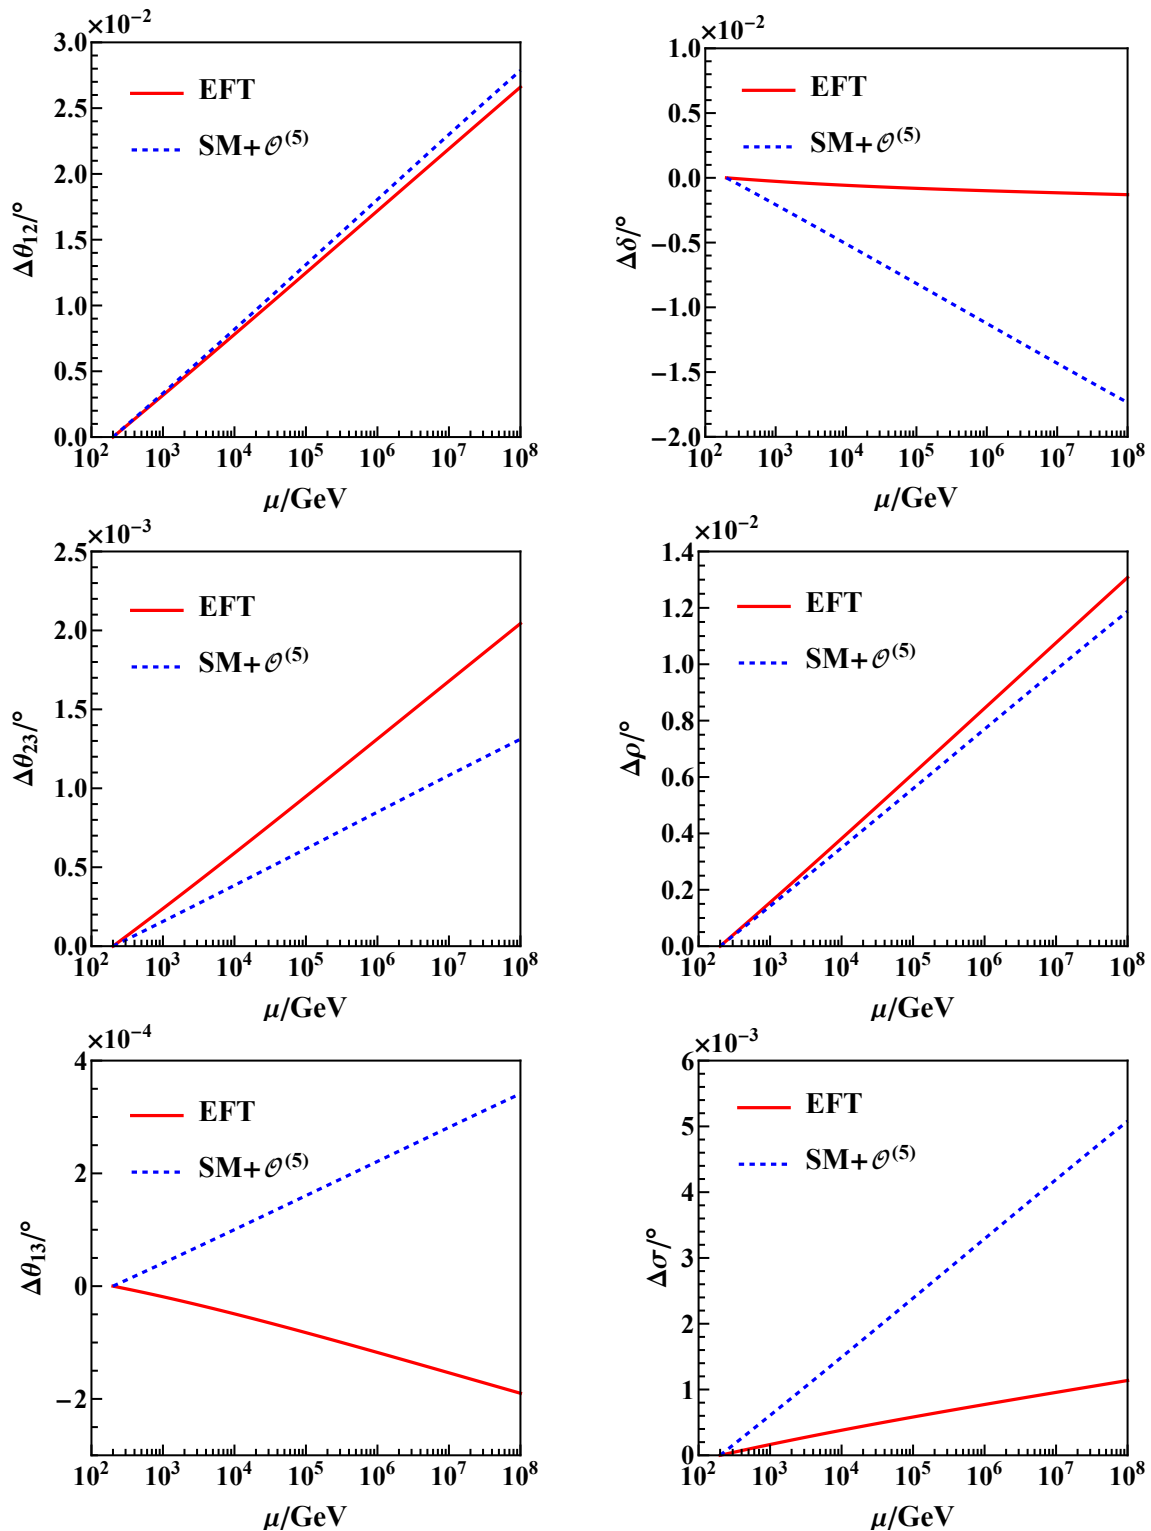 ×10⁻²
3.0
2.5
2.0
1.5
1.0
0.5
0.0
Δθ₁₂/°
EFT
SM+𝒪⁽⁵⁾
10² 10³ 10⁴ 10⁵ 10⁶ 10⁷ 10⁸
μ/GeV
×10⁻²
1.0
0.5
0.0
−0.5
−1.0
−1.5
−2.0
Δδ/°
EFT
SM+𝒪⁽⁵⁾
10² 10³ 10⁴ 10⁵ 10⁶ 10⁷ 10⁸
μ/GeV
×10⁻³
2.5
2.0
1.5
1.0
0.5
0.0
Δθ₂₃/°
EFT
SM+𝒪⁽⁵⁾
10² 10³ 10⁴ 10⁵ 10⁶ 10⁷ 10⁸
μ/GeV
×10⁻²
1.4
1.2
1.0
0.8
0.6
0.4
0.2
0.0
Δρ/°
EFT
SM+𝒪⁽⁵⁾
10² 10³ 10⁴ 10⁵ 10⁶ 10⁷ 10⁸
μ/GeV
×10⁻⁴
4
2
0
−2
Δθ₁₃/°
EFT
SM+𝒪⁽⁵⁾
10² 10³ 10⁴ 10⁵ 10⁶ 10⁷ 10⁸
μ/GeV
×10⁻³
6
5
4
3
2
1
0
Δσ/°
EFT
SM+𝒪⁽⁵⁾
10² 10³ 10⁴ 10⁵ 10⁶ 10⁷ 10⁸
μ/GeV